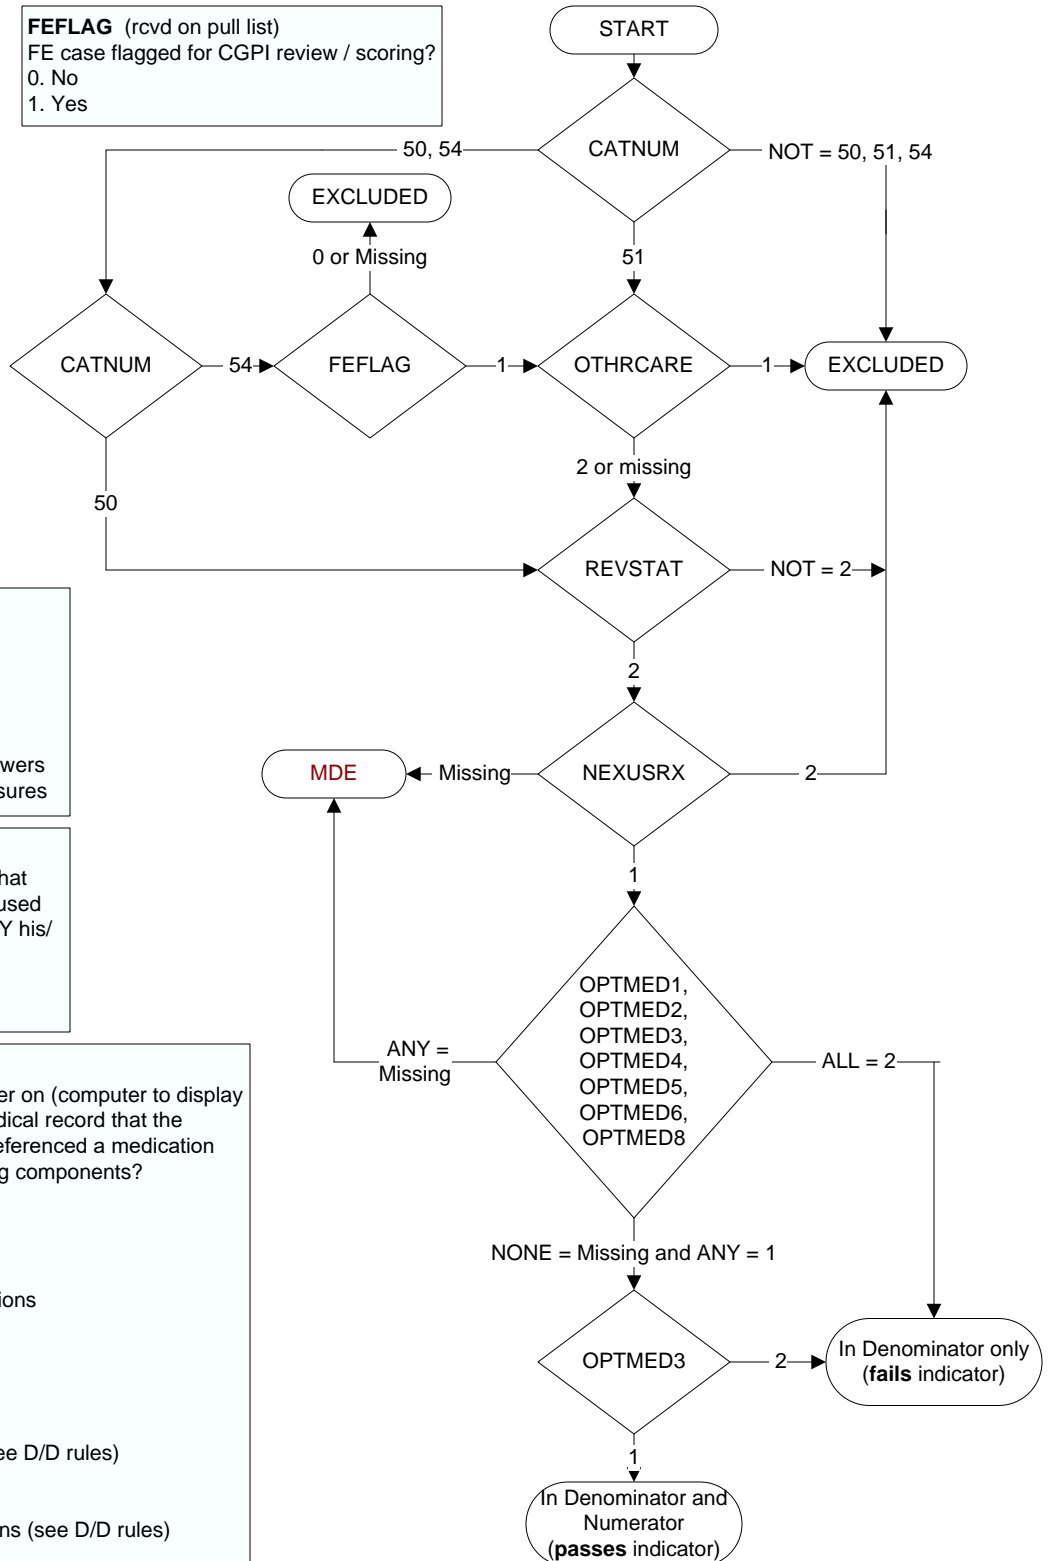 FEFLAG (rcvd on pull list)
FE case flagged for CGPI review / scoring?
0. No
1. Yes
START
CATNUM
50, 54
NOT = 50, 51, 54
EXCLUDED
0 or Missing
51
CATNUM
54
FEFLAG
1
OTHRCARE
1
EXCLUDED
2 or missing
50
REVSTAT
NOT = 2
2
wers
sures
MDE
Missing
NEXUSRX
2
1
hat
used
Y his/
OPTMED1,
OPTMED2,
OPTMED3,
OPTMED4,
OPTMED5,
OPTMED6,
OPTMED8
ANY =
Missing
ALL = 2
er on (computer to display
dical record that the
eferenced a medication
g components?
ions
ee D/D rules)
ns (see D/D rules)
NONE = Missing and ANY = 1
OPTMED3
2
In Denominator only
(fails indicator)
1
In Denominator and
Numerator
(passes indicator)